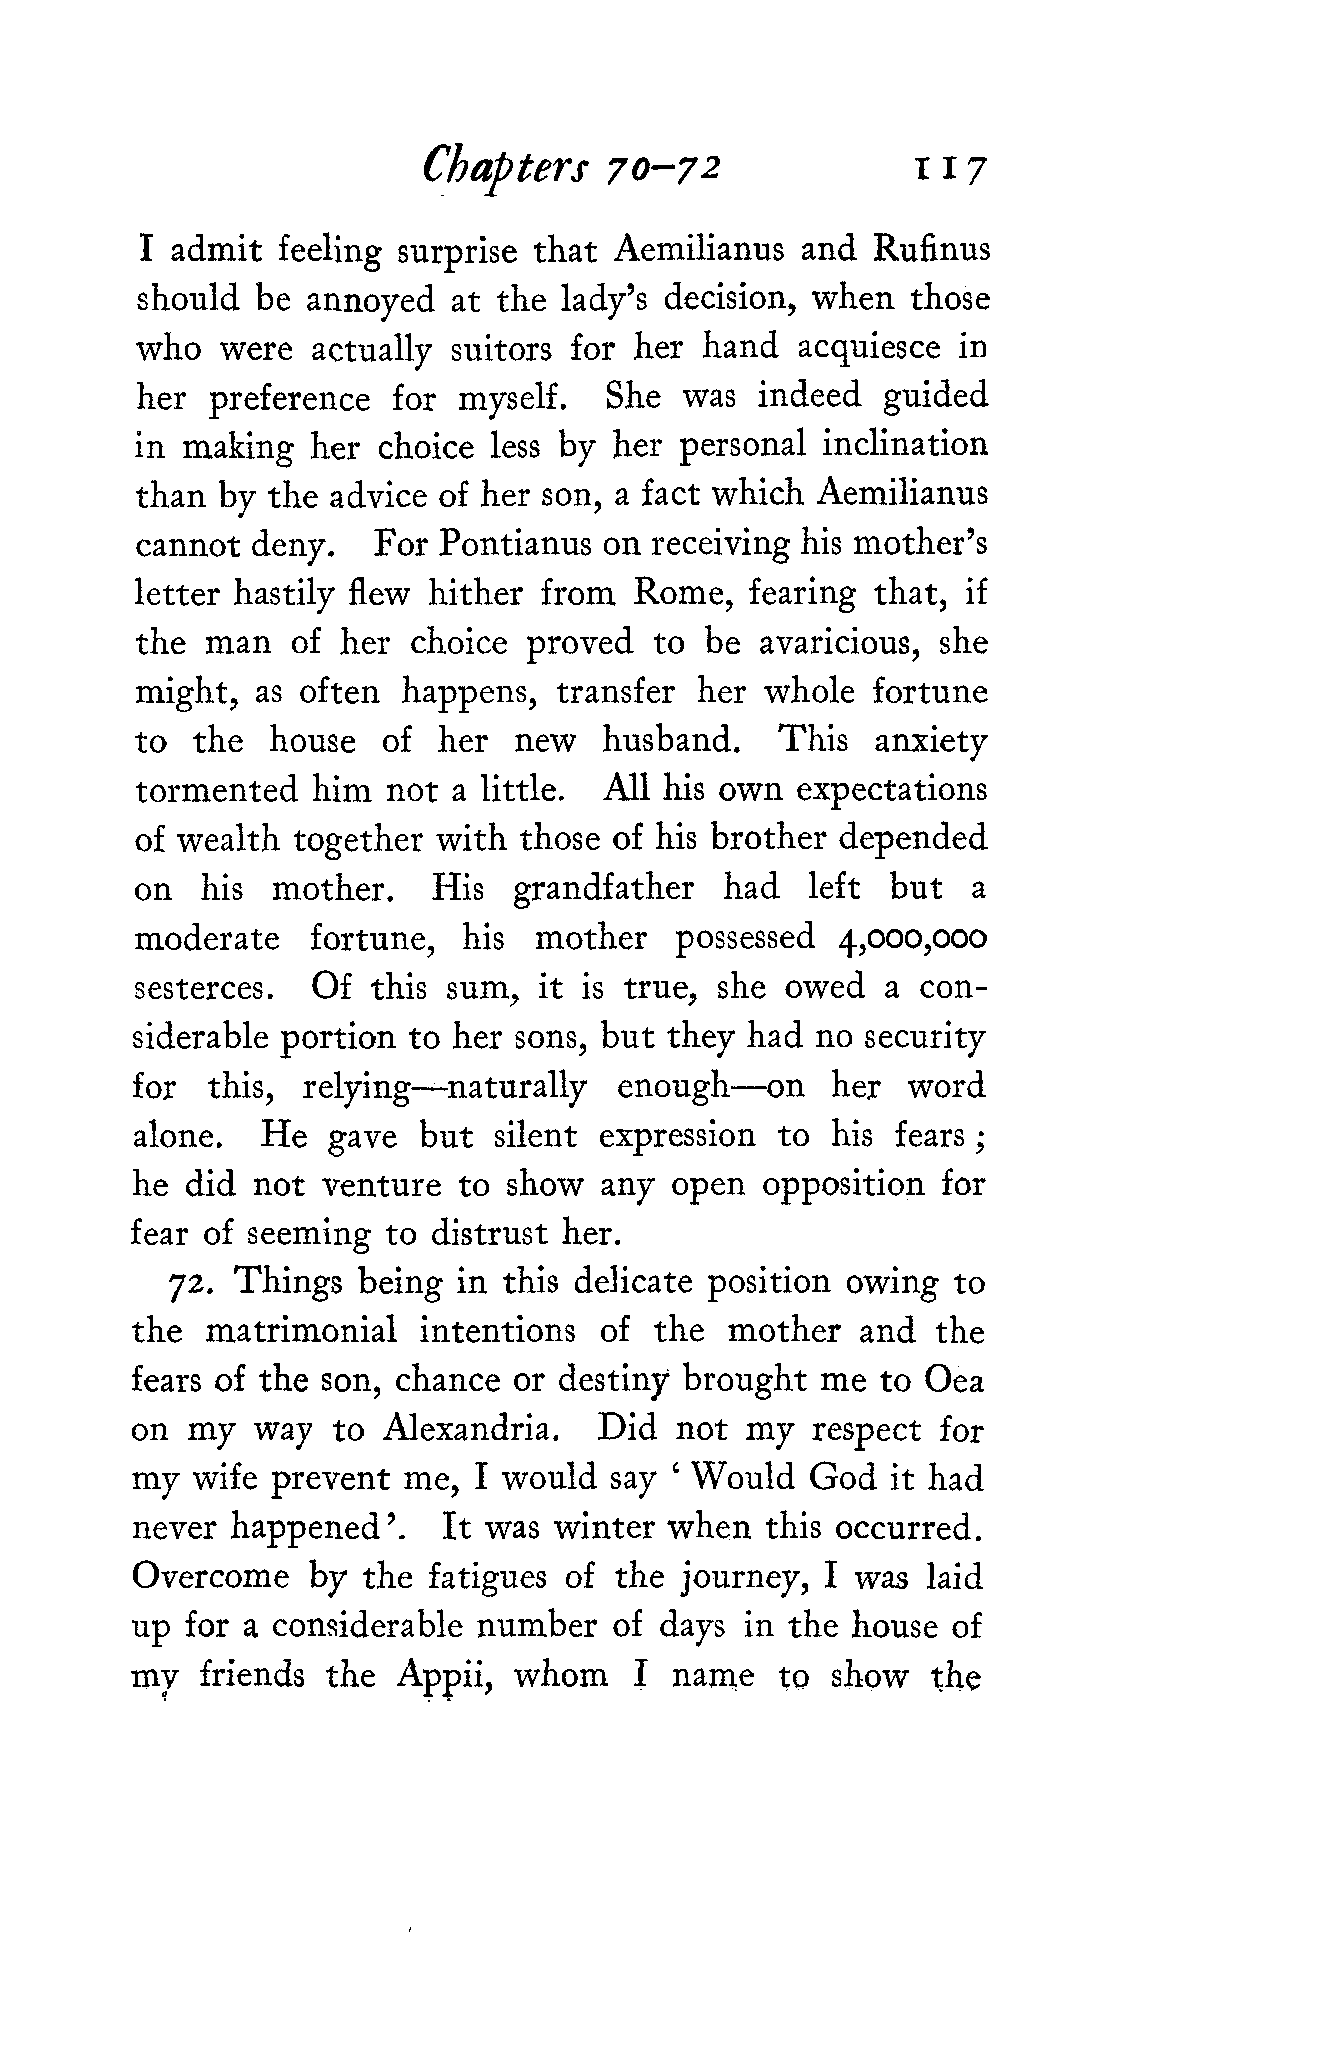 Chapters 70–72 117
I admit feeling surprise that Aemilianus and Rufinus
should be annoyed at the lady's decision, when those
who were actually suitors for her hand acquiesce in
her preference for myself. She was indeed guided
in making her choice less by her personal inclination
than by the advice of her son, a fact which Aemilianus
cannot deny. For Pontianus on receiving his mother's
letter hastily flew hither from Rome, fearing that, if
the man of her choice proved to be avaricious, she
might, as often happens, transfer her whole fortune
to the house of her new husband. This anxiety
tormented him not a little. All his own expectations
of wealth together with those of his brother depended
on his mother. His grandfather had left but a
moderate fortune, his mother possessed 4,000,000
sesterces. Of this sum, it is true, she owed a con-
siderable portion to her sons, but they had no security
for this, relying—naturally enough—on her word
alone. He gave but silent expression to his fears ;
he did not venture to show any open opposition for
fear of seeming to distrust her.
72. Things being in this delicate position owing to
the matrimonial intentions of the mother and the
fears of the son, chance or destiny brought me to Oea
on my way to Alexandria. Did not my respect for
my wife prevent me, I would say ‘ Would God it had
never happened ’. It was winter when this occurred.
Overcome by the fatigues of the journey, I was laid
up for a considerable number of days in the house of
my friends the Appii, whom I name to show the